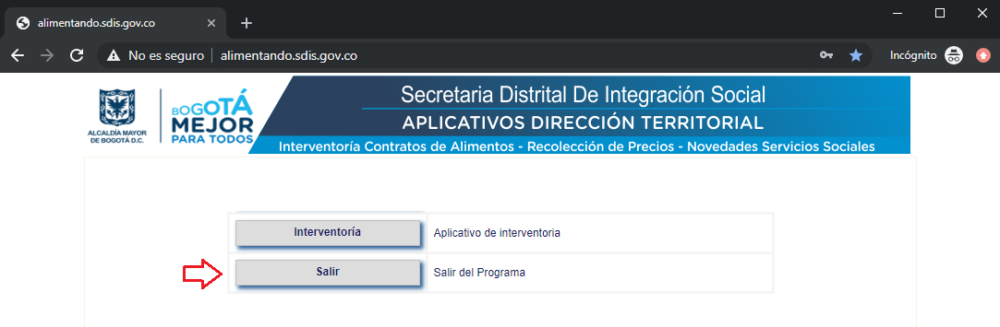 alimentando.sdis.gov.co
No es seguro alimentando.sdis.gov.co Incógnito
ALCALDÍA MAYOR
DE BOGOTÁ D.C.
BOGOTÁ
MEJOR
PARA TODOS
Secretaria Distrital De Integración Social
APLICATIVOS DIRECCIÓN TERRITORIAL
Interventoría Contratos de Alimentos - Recolección de Precios - Novedades Servicios Sociales
Interventoría Aplicativo de interventoria
Salir Salir del Programa